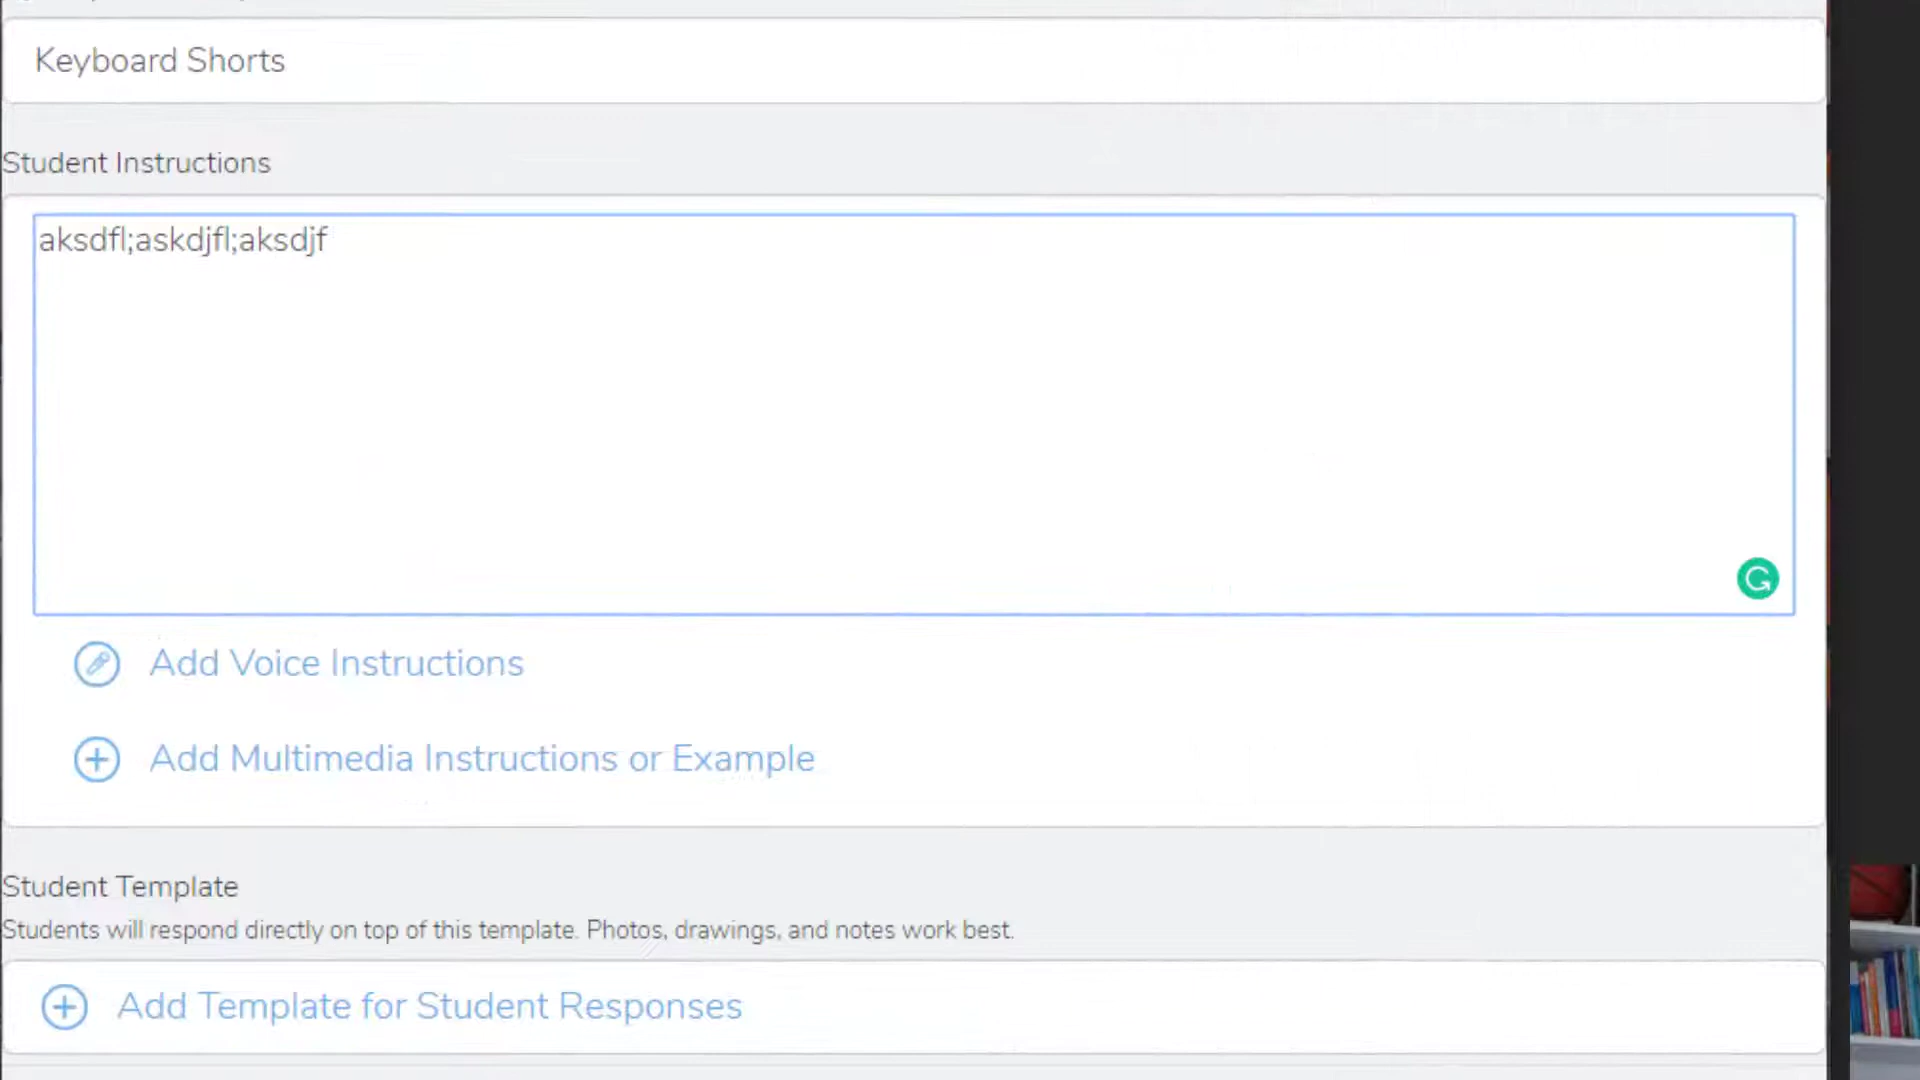 Keyboard Shorts
Student Instructions
aksdfl;askdjfl;aksdjf
Add Voice Instructions
Add Multimedia Instructions or Example
Student Template
Students will respond directly on top of this template. Photos, drawings, and notes work best.
Add Template for Student Responses